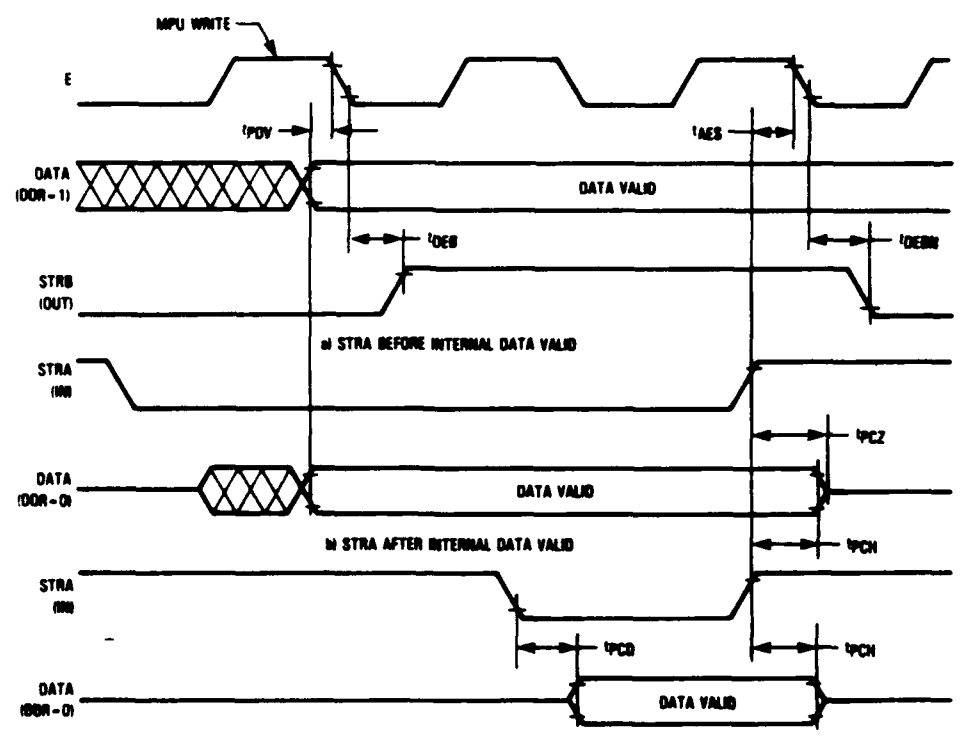 MPU WRITE
E
tPDV
tAES
DATA
(DDR=1)
DATA VALID
tDEB
tDEBN
STRB
(OUT)
a) STRA BEFORE INTERNAL DATA VALID
STRA
(IN)
tPCZ
DATA
(DDR=0)
DATA VALID
b) STRA AFTER INTERNAL DATA VALID
tPCH
STRA
(IN)
tPCD
tPCH
DATA
(DDR=0)
DATA VALID